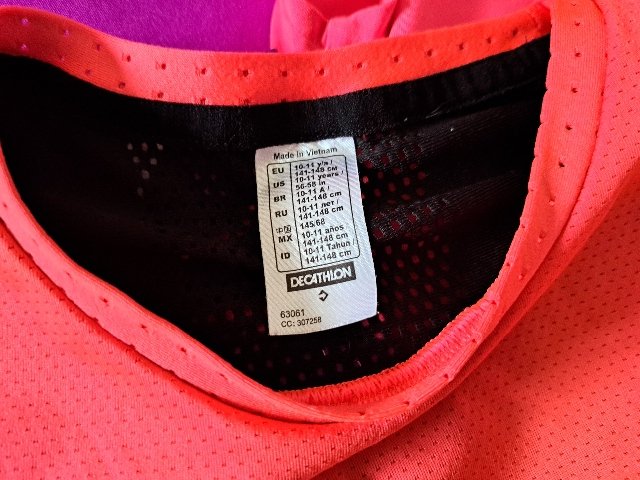 Made in Vietnam
EU 10-11 y/a / 141-148 cм
US 10-11 years / 56-58 in
BR 10-11 A / 141-148 cm
RU 10-11 лет / 141-148 cm
中国 145/68
MX 10-11 años / 141-148 cm
ID 10-11 Tahun / 141-148 cm
DECATHLON
63061
CC: 307258